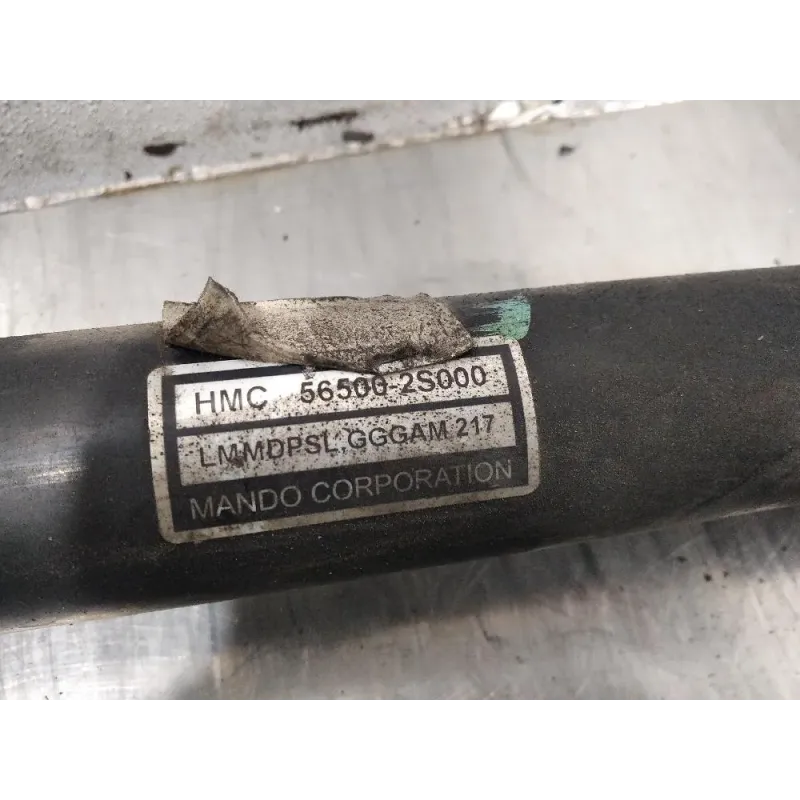 HMC 56500-2S000
LMMDPSL,GGGAM 217
MANDO CORPORATION